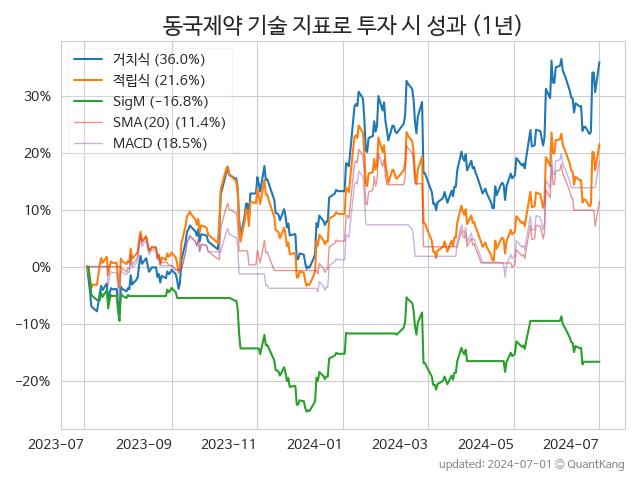 동국제약 기술 지표로 투자 시 성과 (1년)
거치식 (36.0%)
적립식 (21.6%)
SigM (−16.8%)
SMA(20) (11.4%)
MACD (18.5%)
30%
20%
10%
0%
−10%
−20%
2023-07
2023-09
2023-11
2024-01
2024-03
2024-05
2024-07
updated: 2024-07-01 © QuantKang